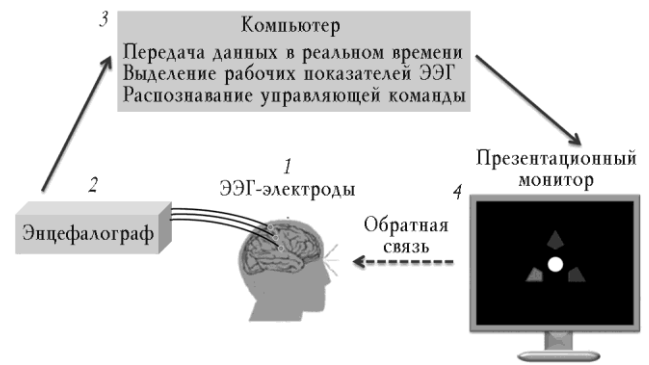 3
Компьютер
Передача данных в реальном времени
Выделение рабочих показателей ЭЭГ
Распознавание управляющей команды
1
ЭЭГ-электроды
2
Энцефалограф
Обратная
связь
4
Презентационный
монитор